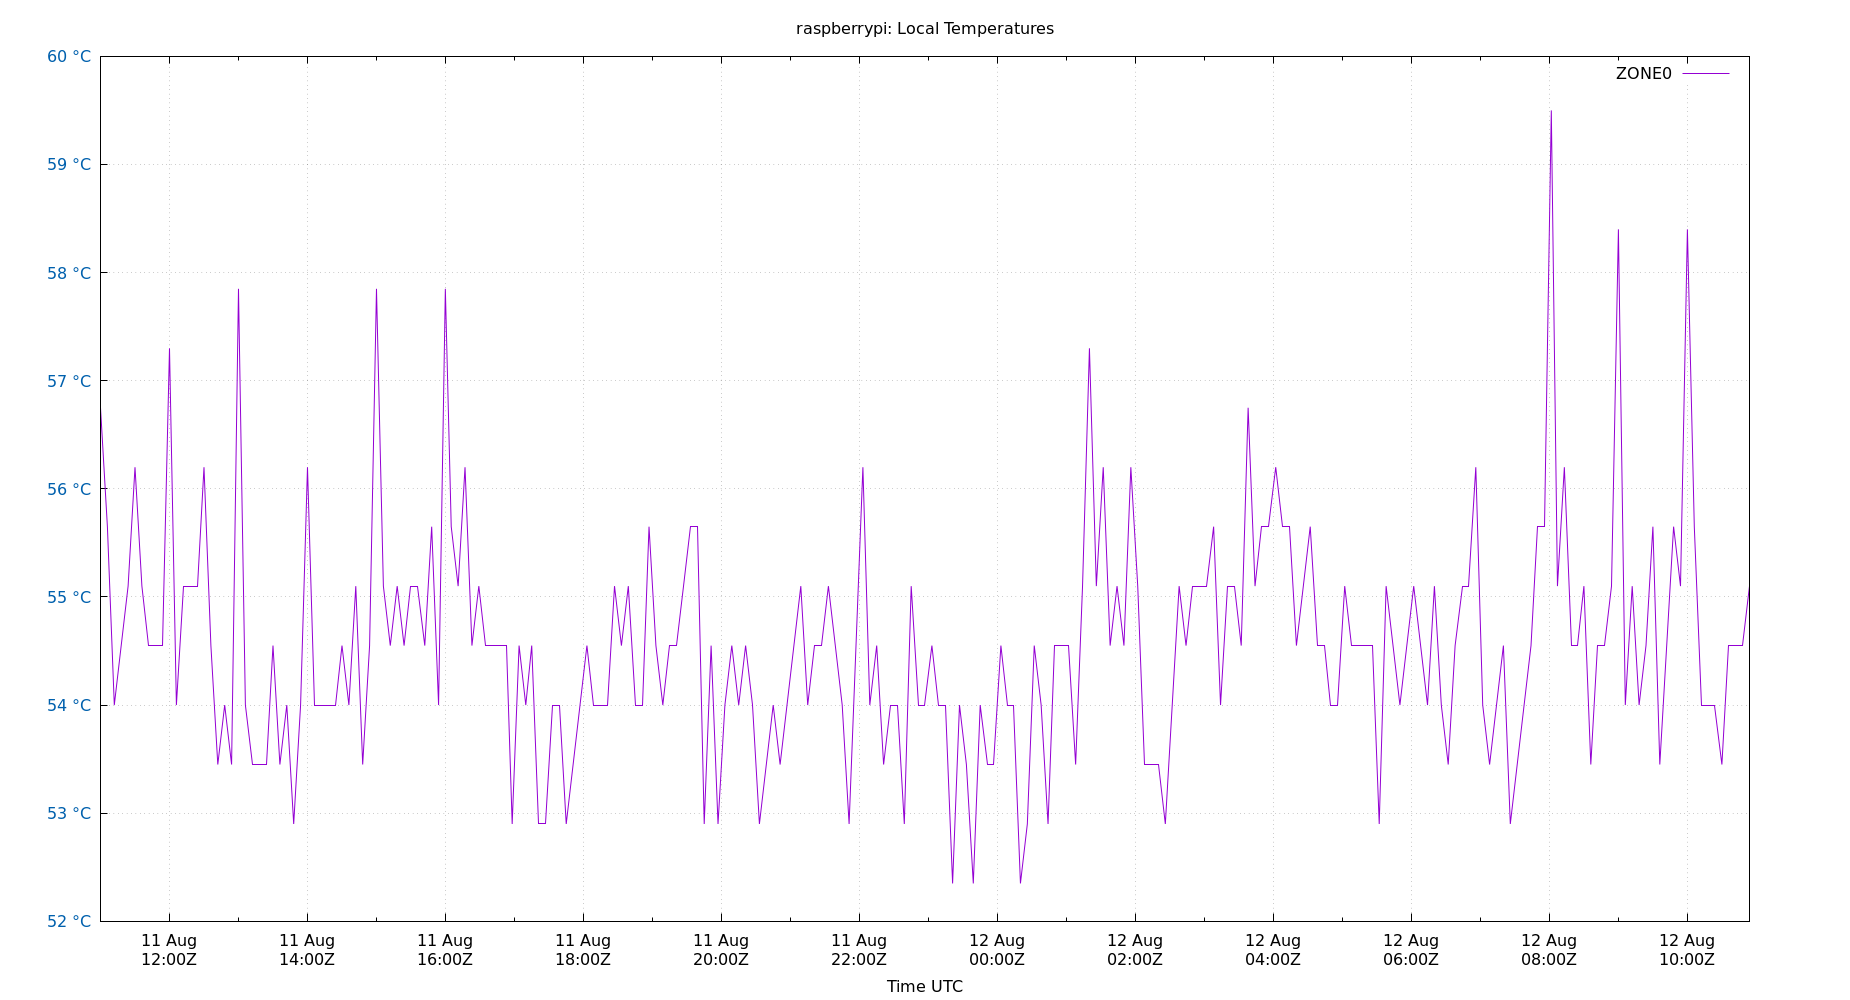 raspberrypi: Local Temperatures
60 °C
ZONE0
59 °C
58 °C
57 °C
56 °C
55 °C
54 °C
53 °C
52 °C
11 Aug 11 Aug 11 Aug 11 Aug 11 Aug 11 Aug 12 Aug 12 Aug 12 Aug 12 Aug 12 Aug 12 Aug
12:00Z 14:00Z 16:00Z 18:00Z 20:00Z 22:00Z 00:00Z 02:00Z 04:00Z 06:00Z 08:00Z 10:00Z
Time UTC